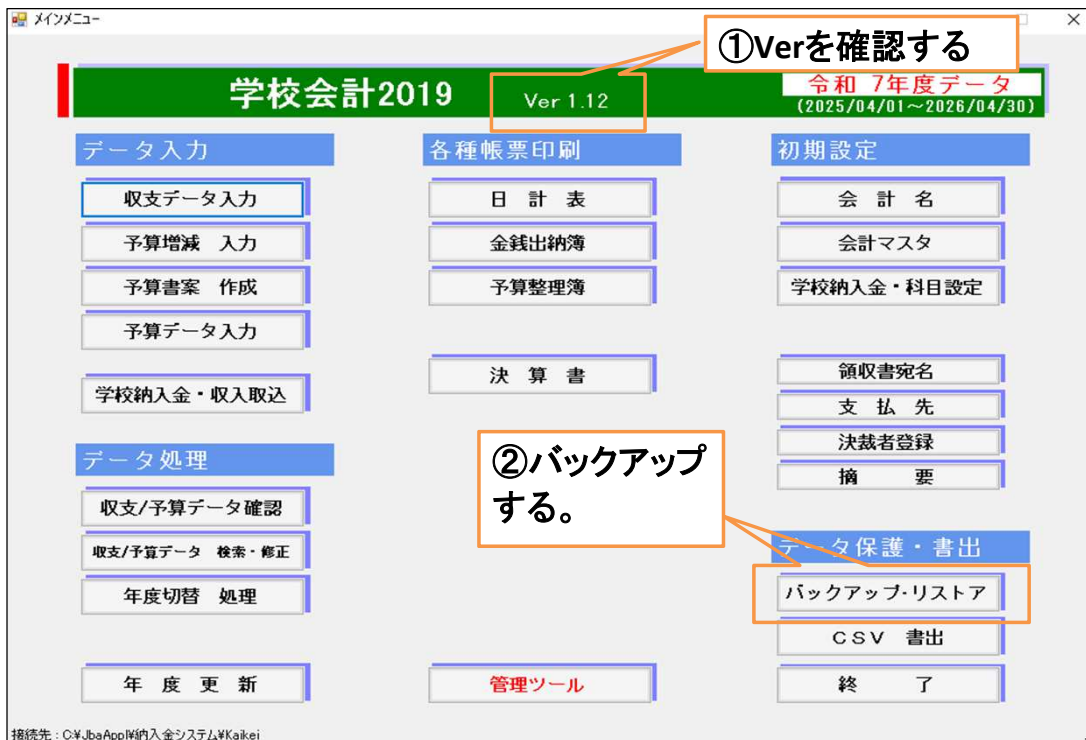 メインメニュー
①Verを確認する
学校会計2019
Ver 1.12
令和 7年度データ
(2025/04/01～2026/04/30)
データ入力
収支データ入力
予算増減 入力
予算書案 作成
予算データ入力
学校納入金・収入取込
データ処理
収支/予算データ確認
収支/予算データ 検索・修正
年度切替 処理
年 度 更 新
各種帳票印刷
日 計 表
金銭出納簿
予算整理簿
決 算 書
②バックアップ
する。
管理ツール
初期設定
会 計 名
会計マスタ
学校納入金・科目設定
領収書宛名
支 払 先
決裁者登録
摘 要
データ保護・書出
バックアップ・リストア
CSV 書出
終 了
接続先：C:¥JbaAppl¥納入金システム¥Kaikei